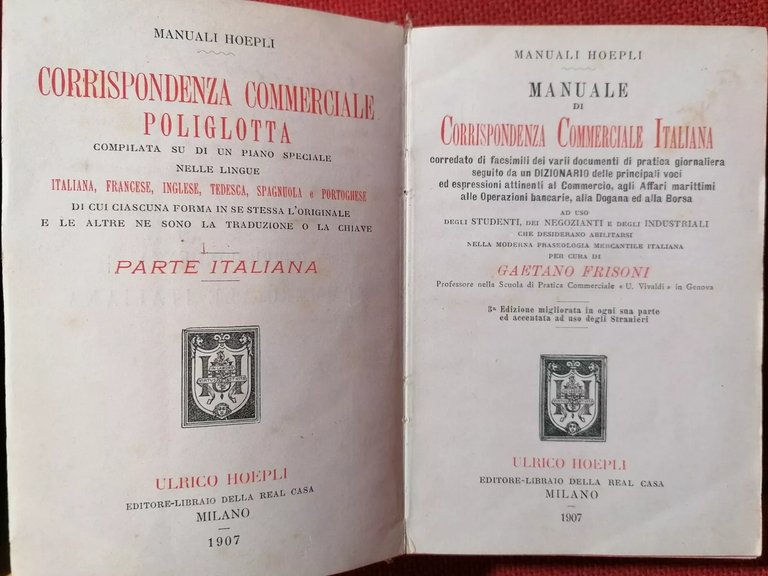 MANUALI HOEPLI
CORRISPONDENZA COMMERCIALE
POLIGLOTTA
COMPILATA SU DI UN PIANO SPECIALE
NELLE LINGUE
ITALIANA, FRANCESE, INGLESE, TEDESCA, SPAGNUOLA e PORTOGHESE
DI CUI CIASCUNA FORMA IN SE STESSA L'ORIGINALE
E LE ALTRE NE SONO LA TRADUZIONE O LA CHIAVE
PARTE ITALIANA
ULRICO HOEPLI
EDITORE-LIBRAIO DELLA REAL CASA
MILANO
1907
MANUALI HOEPLI
MANUALE
DI
CORRISPONDENZA COMMERCIALE ITALIANA
corredato di facsimili dei varii documenti di pratica giornaliera
seguito da un DIZIONARIO delle principali voci
ed espressioni attinenti al Commercio, agli Affari marittimi
alle Operazioni bancarie, alla Dogana ed alla Borsa
AD USO
DEGLI STUDENTI, DEI NEGOZIANTI E DEGLI INDUSTRIALI
CHE DESIDERANO ABILITARSI
NELLA MODERNA FRASEOLOGIA MERCANTILE ITALIANA
PER CURA DI
GAETANO FRISONI
Professore nella Scuola di Pratica Commerciale « U. Vivaldi » in Genova
3ª Edizione migliorata in ogni sua parte
ed accentata ad uso degli Stranieri
ULRICO HOEPLI
EDITORE-LIBRAIO DELLA REAL CASA
MILANO
1907